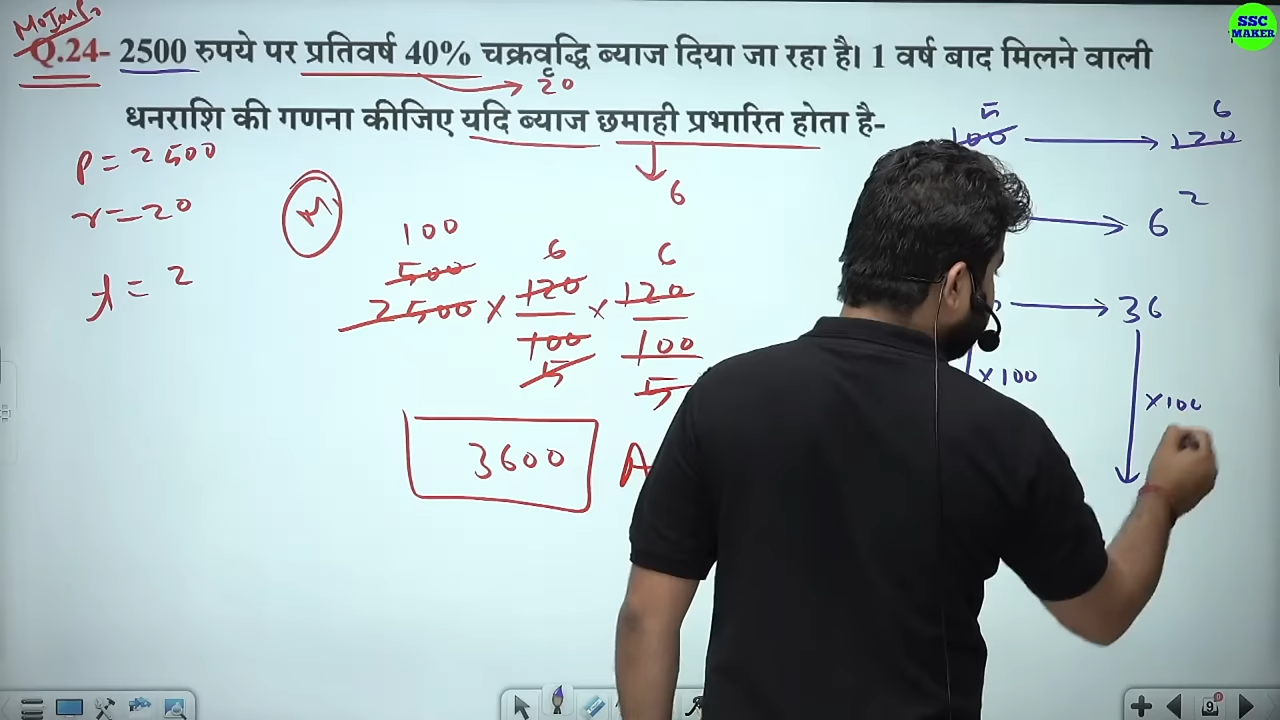 SSC
MAKER
Q.24- 2500 रुपये पर प्रतिवर्ष 40% चक्रवृद्धि ब्याज दिया जा रहा है। 1 वर्ष बाद मिलने वाली
20
धनराशि की गणना कीजिए यदि ब्याज छमाही प्रभारित होता है-
6
P = 2500
r = 20
t = 2
M
100
500 6 6
2500 × 120 × 120
100 100
5 5
3600 A
5 6
100 → 120
→ 6²
→ 36
×100 ×100
9